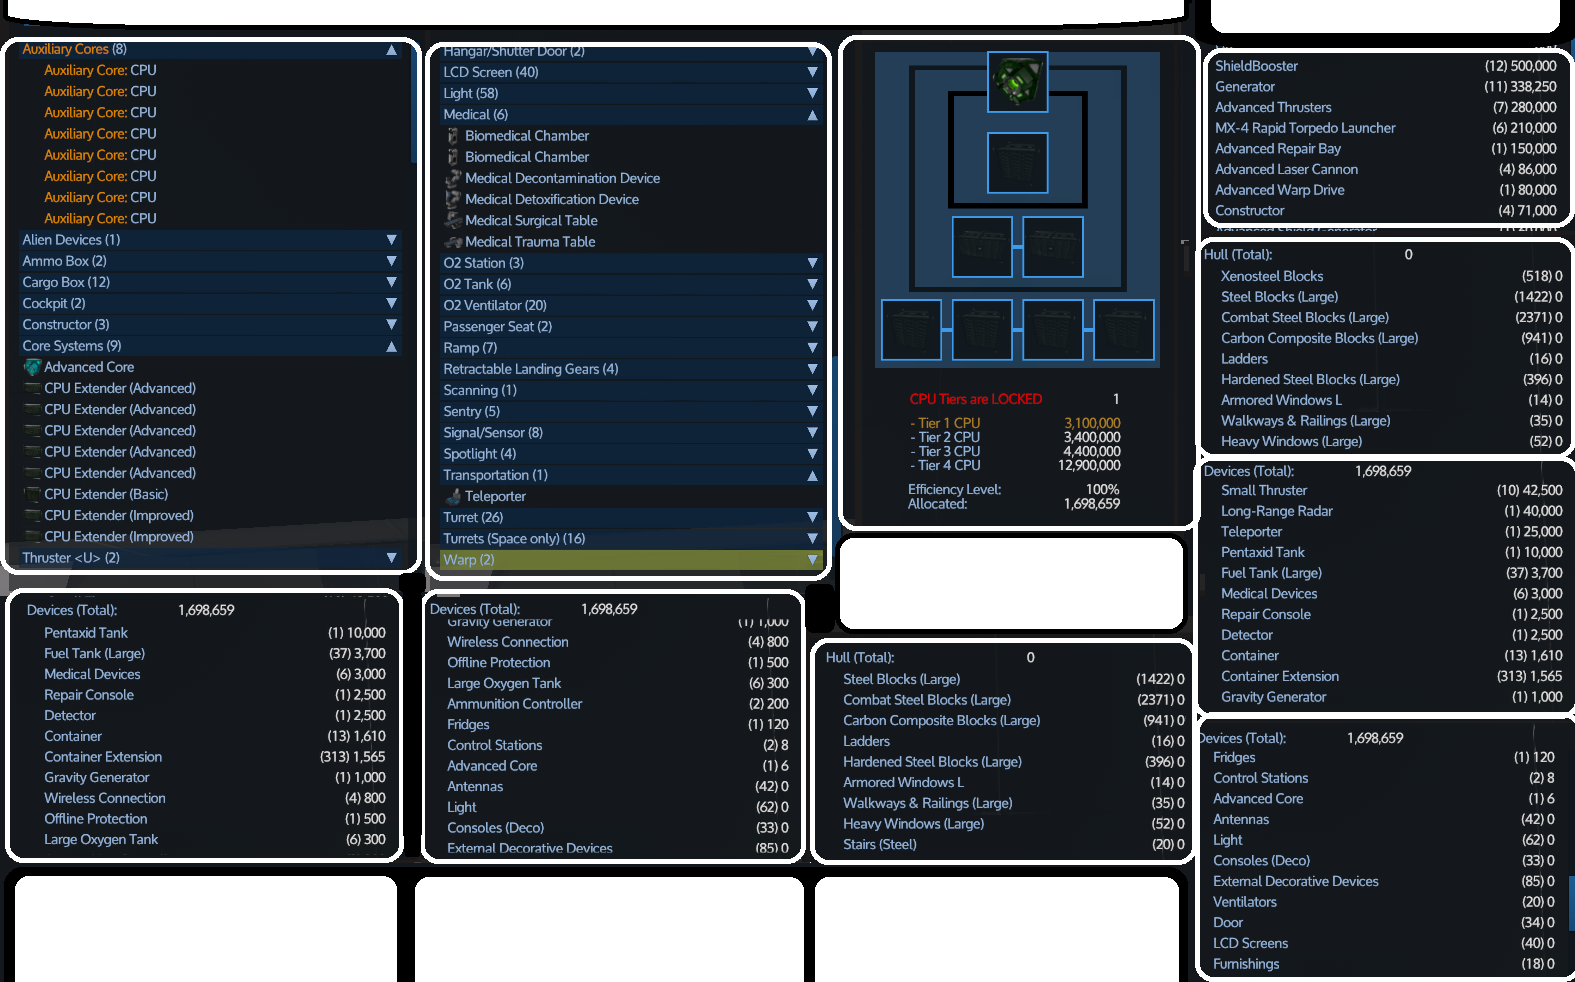 Auxiliary Cores (8)
Auxiliary Core: CPU
Auxiliary Core: CPU
Auxiliary Core: CPU
Auxiliary Core: CPU
Auxiliary Core: CPU
Auxiliary Core: CPU
Auxiliary Core: CPU
Auxiliary Core: CPU
Alien Devices (1)
Ammo Box (2)
Cargo Box (12)
Cockpit (2)
Constructor (3)
Core Systems (9)
Advanced Core
CPU Extender (Advanced)
CPU Extender (Advanced)
CPU Extender (Advanced)
CPU Extender (Advanced)
CPU Extender (Advanced)
CPU Extender (Basic)
CPU Extender (Improved)
CPU Extender (Improved)
Thruster <U> (2)
Hangar/Shutter Door (2)
LCD Screen (40)
Light (58)
Medical (6)
Biomedical Chamber
Biomedical Chamber
Medical Decontamination Device
Medical Detoxification Device
Medical Surgical Table
Medical Trauma Table
O2 Station (3)
O2 Tank (6)
O2 Ventilator (20)
Passenger Seat (2)
Ramp (7)
Retractable Landing Gears (4)
Scanning (1)
Sentry (5)
Signal/Sensor (8)
Spotlight (4)
Transportation (1)
Teleporter
Turret (26)
Turrets (Space only) (16)
Warp (2)
CPU Tiers are LOCKED 1
- Tier 1 CPU 3,100,000
- Tier 2 CPU 3,400,000
- Tier 3 CPU 4,400,000
- Tier 4 CPU 12,900,000
Efficiency Level: 100%
Allocated: 1,698,659
ShieldBooster (12) 500,000
Generator (11) 338,250
Advanced Thrusters (7) 280,000
MX-4 Rapid Torpedo Launcher (6) 210,000
Advanced Repair Bay (1) 150,000
Advanced Laser Cannon (4) 86,000
Advanced Warp Drive (1) 80,000
Constructor (4) 71,000
Advanced Shield Generator
Hull (Total): 0
Xenosteel Blocks (518) 0
Steel Blocks (Large) (1422) 0
Combat Steel Blocks (Large) (2371) 0
Carbon Composite Blocks (Large) (941) 0
Ladders (16) 0
Hardened Steel Blocks (Large) (396) 0
Armored Windows L (14) 0
Walkways & Railings (Large) (35) 0
Heavy Windows (Large) (52) 0
Devices (Total): 1,698,659
Small Thruster (10) 42,500
Long-Range Radar (1) 40,000
Teleporter (1) 25,000
Pentaxid Tank (1) 10,000
Fuel Tank (Large) (37) 3,700
Medical Devices (6) 3,000
Repair Console (1) 2,500
Detector (1) 2,500
Container (13) 1,610
Container Extension (313) 1,565
Gravity Generator (1) 1,000
Devices (Total): 1,698,659
Pentaxid Tank (1) 10,000
Fuel Tank (Large) (37) 3,700
Medical Devices (6) 3,000
Repair Console (1) 2,500
Detector (1) 2,500
Container (13) 1,610
Container Extension (313) 1,565
Gravity Generator (1) 1,000
Wireless Connection (4) 800
Offline Protection (1) 500
Large Oxygen Tank (6) 300
Devices (Total): 1,698,659
Gravity Generator (1) 1,000
Wireless Connection (4) 800
Offline Protection (1) 500
Large Oxygen Tank (6) 300
Ammunition Controller (2) 200
Fridges (1) 120
Control Stations (2) 8
Advanced Core (1) 6
Antennas (42) 0
Light (62) 0
Consoles (Deco) (33) 0
External Decorative Devices (85) 0
Hull (Total): 0
Steel Blocks (Large) (1422) 0
Combat Steel Blocks (Large) (2371) 0
Carbon Composite Blocks (Large) (941) 0
Ladders (16) 0
Hardened Steel Blocks (Large) (396) 0
Armored Windows L (14) 0
Walkways & Railings (Large) (35) 0
Heavy Windows (Large) (52) 0
Stairs (Steel) (20) 0
Devices (Total): 1,698,659
Fridges (1) 120
Control Stations (2) 8
Advanced Core (1) 6
Antennas (42) 0
Light (62) 0
Consoles (Deco) (33) 0
External Decorative Devices (85) 0
Ventilators (20) 0
Door (34) 0
LCD Screens (40) 0
Furnishings (18) 0